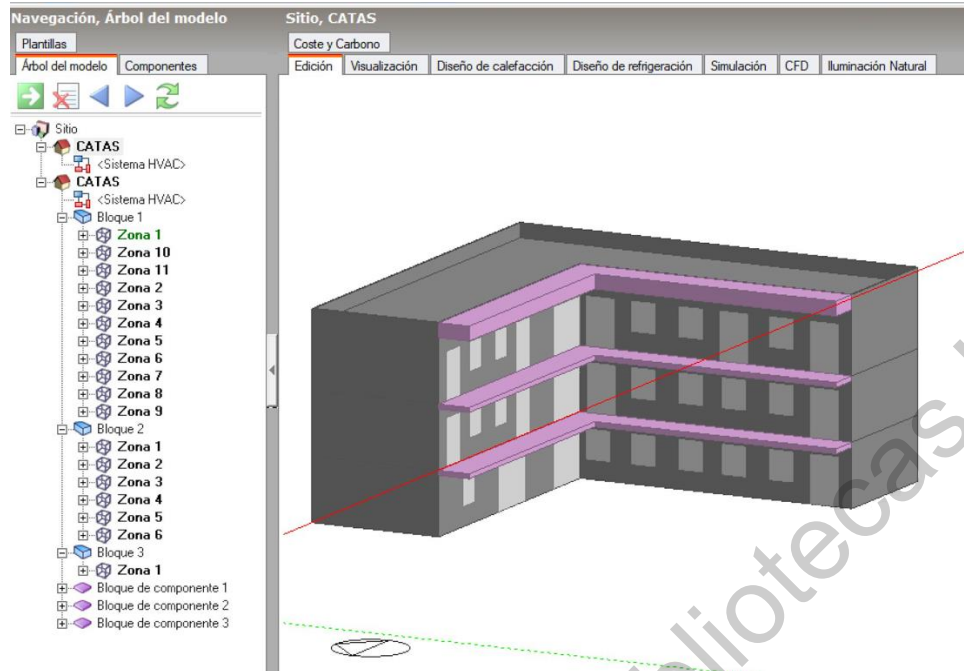 Navegación, Árbol del modelo
Plantillas
Árbol del modelo Componentes
Sitio
CATAS
<Sistema HVAC>
CATAS
<Sistema HVAC>
Bloque 1
Zona 1
Zona 10
Zona 11
Zona 2
Zona 3
Zona 4
Zona 5
Zona 6
Zona 7
Zona 8
Zona 9
Bloque 2
Zona 1
Zona 2
Zona 3
Zona 4
Zona 5
Zona 6
Bloque 3
Zona 1
Bloque de componente 1
Bloque de componente 2
Bloque de componente 3
Sitio, CATAS
Coste y Carbono
Edición Visualización Diseño de calefacción Diseño de refrigeración Simulación CFD Iluminación Natural
bliotecas